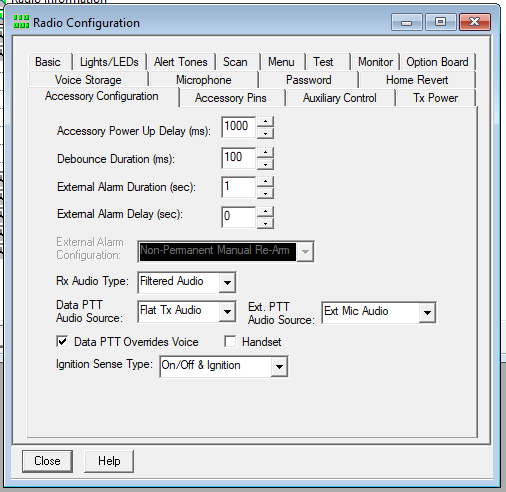 Radio Information
Radio Configuration
Basic Lights/LEDs Alert Tones Scan Menu Test Monitor Option Board
Voice Storage Microphone Password Home Revert
Accessory Configuration Accessory Pins Auxiliary Control Tx Power
Accessory Power Up Delay (ms): 1000
Debounce Duration (ms): 100
External Alarm Duration (sec): 1
External Alarm Delay (sec): 0
External Alarm
Configuration: Non-Permanent Manual Re-Arm
Rx Audio Type: Filtered Audio
Data PTT
Audio Source: Flat Tx Audio
Ext. PTT
Audio Source: Ext Mic Audio
Data PTT Overrides Voice Handset
Ignition Sense Type: On/Off & Ignition
Close Help